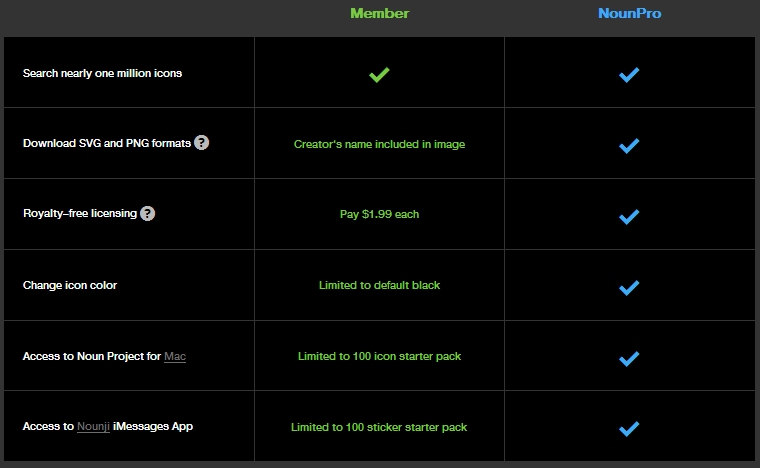 Member NounPro
Search nearly one million icons
Download SVG and PNG formats ? Creator's name included in image
Royalty–free licensing ? Pay $1.99 each
Change icon color Limited to default black
Access to Noun Project for Mac Limited to 100 icon starter pack
Access to Nounji iMessages App Limited to 100 sticker starter pack